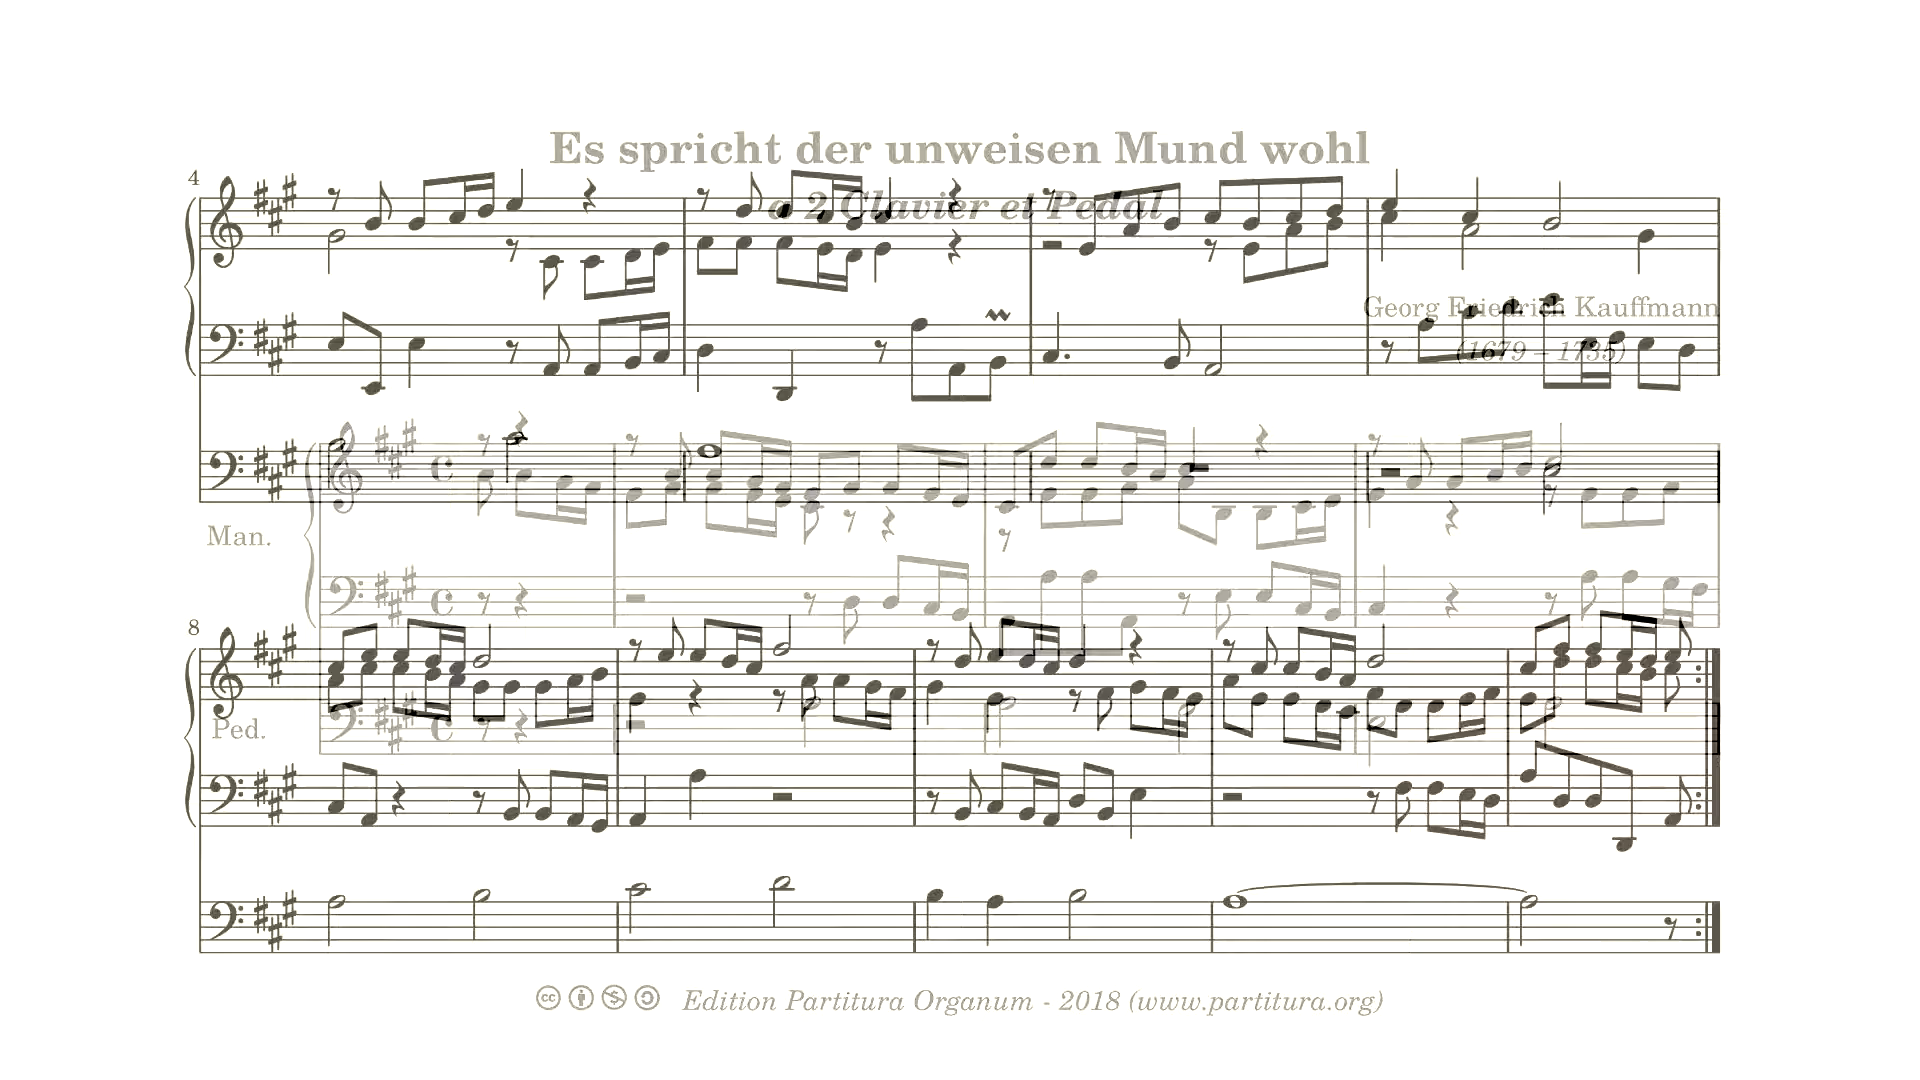 Es spricht der unweisen Mund wohl
4
a 2 Clavier et Pedal
Georg Friedrich Kauffmann
(1679 – 1735)
Man.
8
Ped.
Edition Partitura Organum - 2018 (www.partitura.org)